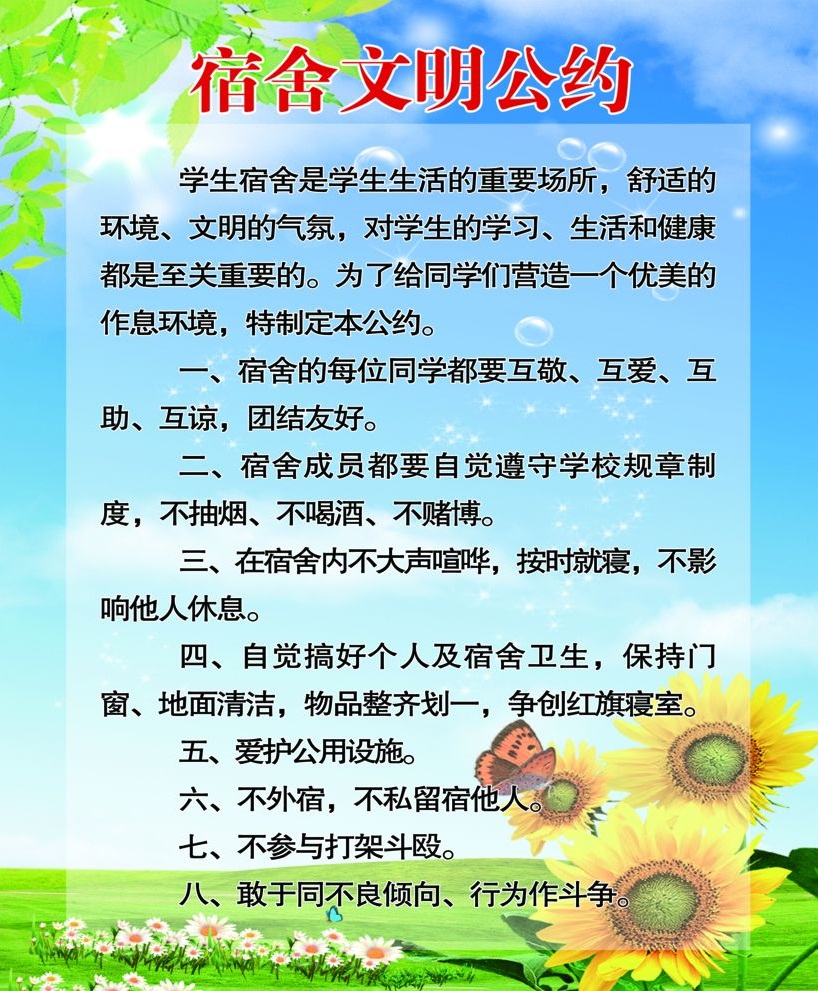 宿舍文明公约
学生宿舍是学生生活的重要场所，舒适的
环境、文明的气氛，对学生的学习、生活和健康
都是至关重要的。为了给同学们营造一个优美的
作息环境，特制定本公约。
一、宿舍的每位同学都要互敬、互爱、互
助、互谅，团结友好。
二、宿舍成员都要自觉遵守学校规章制
度，不抽烟、不喝酒、不赌博。
三、在宿舍内不大声喧哗，按时就寝，不影
响他人休息。
四、自觉搞好个人及宿舍卫生，保持门
窗、地面清洁，物品整齐划一，争创红旗寝室。
五、爱护公用设施。
六、不外宿，不私留宿他人。
七、不参与打架斗殴。
八、敢于同不良倾向、行为作斗争。